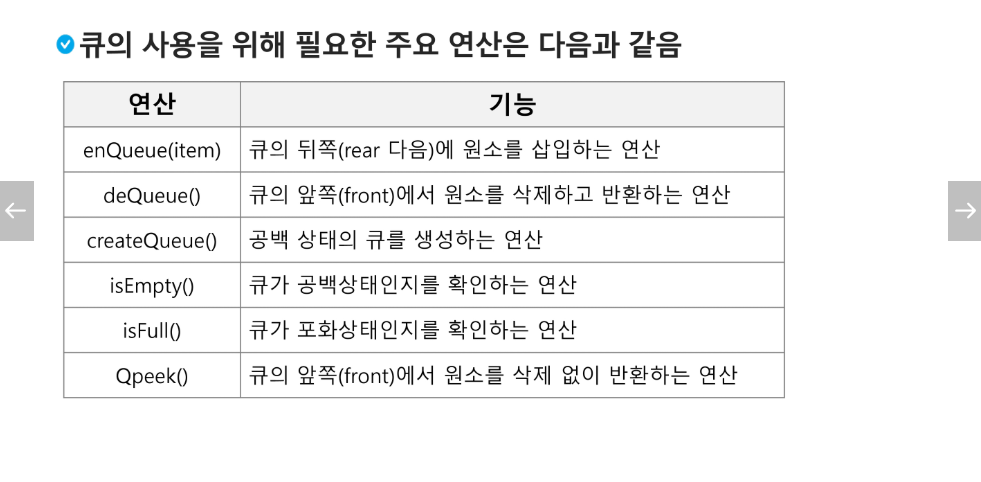 큐의 사용을 위해 필요한 주요 연산은 다음과 같음
연산 기능
enQueue(item) 큐의 뒤쪽(rear 다음)에 원소를 삽입하는 연산
deQueue() 큐의 앞쪽(front)에서 원소를 삭제하고 반환하는 연산
createQueue() 공백 상태의 큐를 생성하는 연산
isEmpty() 큐가 공백상태인지를 확인하는 연산
isFull() 큐가 포화상태인지를 확인하는 연산
Qpeek() 큐의 앞쪽(front)에서 원소를 삭제 없이 반환하는 연산